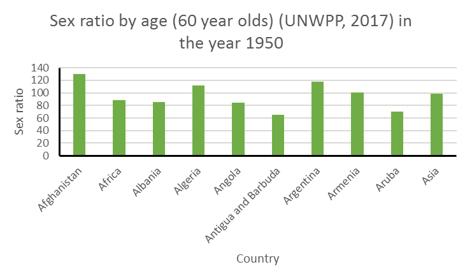 Sex ratio by age (60 year olds) (UNWPP, 2017) in
the year 1950
140
120
100
80
60
40
20
0
Sex ratio
Afghanistan
Africa
Albania
Algeria
Angola
Antigua and Barbuda
Argentina
Armenia
Aruba
Asia
Country